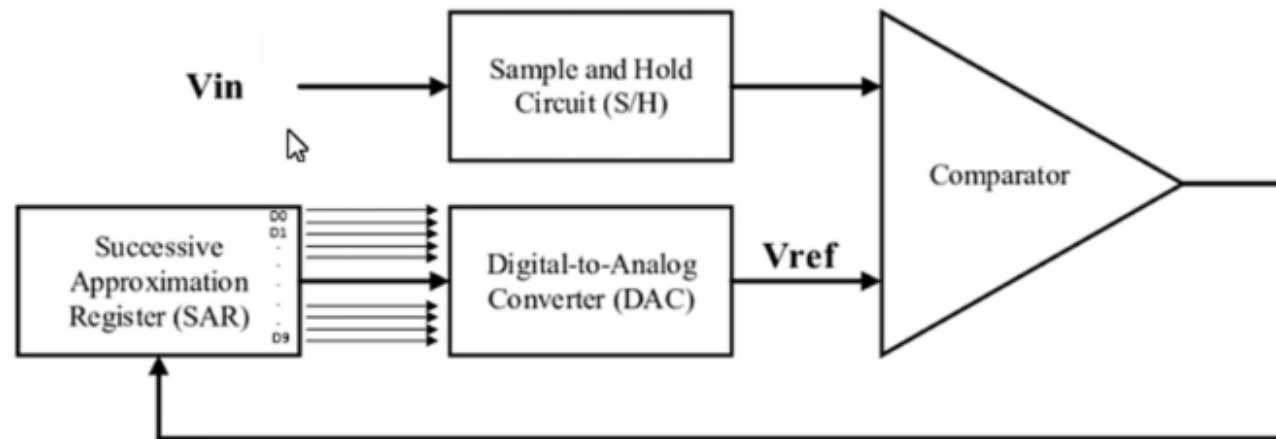 Vin
Sample and Hold
Circuit (S/H)
Comparator
Successive
Approximation
Register (SAR)
D0
D1
.
.
.
.
.
D9
Digital-to-Analog
Converter (DAC)
Vref